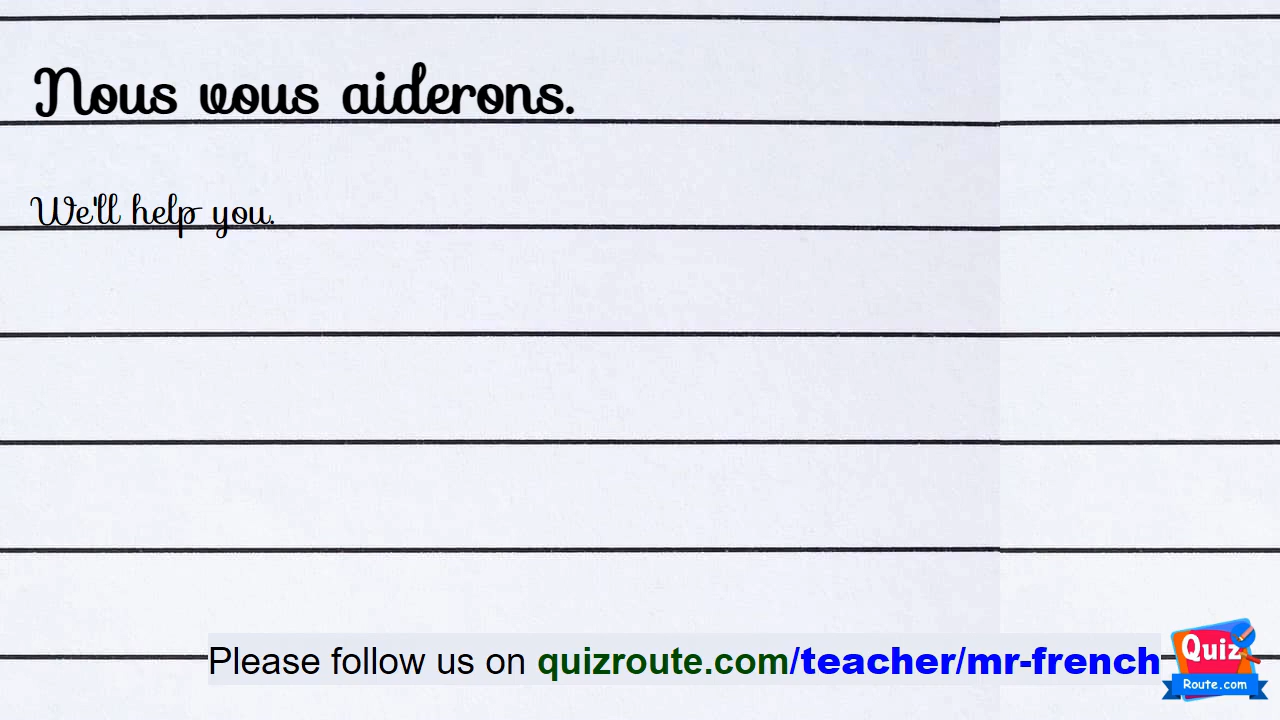 Nous vous aiderons.
We'll help you.
Please follow us on quizroute.com/teacher/mr-french
Quiz
Route.com